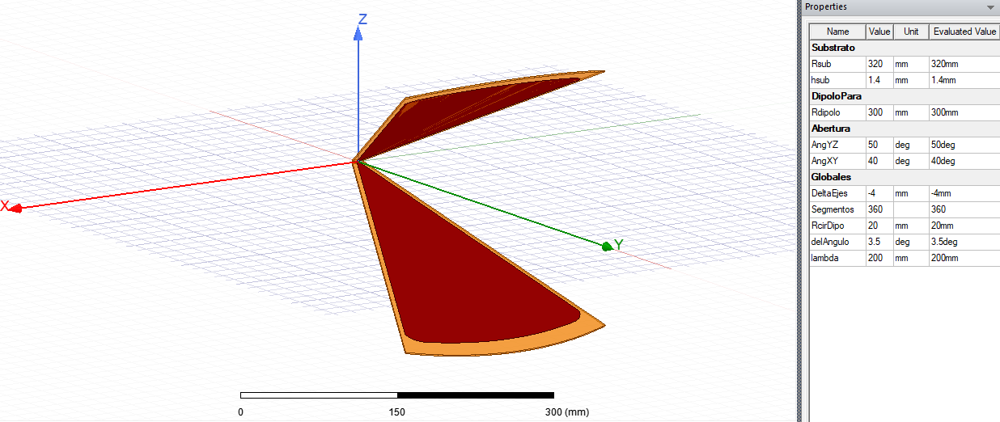 Z
X
Y
0 150 300 (mm)
Properties
Name Value Unit Evaluated Value
Substrato
Rsub 320 mm 320mm
hsub 1.4 mm 1.4mm
DipoloPara
Rdipolo 300 mm 300mm
Abertura
AngYZ 50 deg 50deg
AngXY 40 deg 40deg
Globales
DeltaEjes -4 mm -4mm
Segmentos 360 360
RcirDipo 20 mm 20mm
delAngulo 3.5 deg 3.5deg
lambda 200 mm 200mm